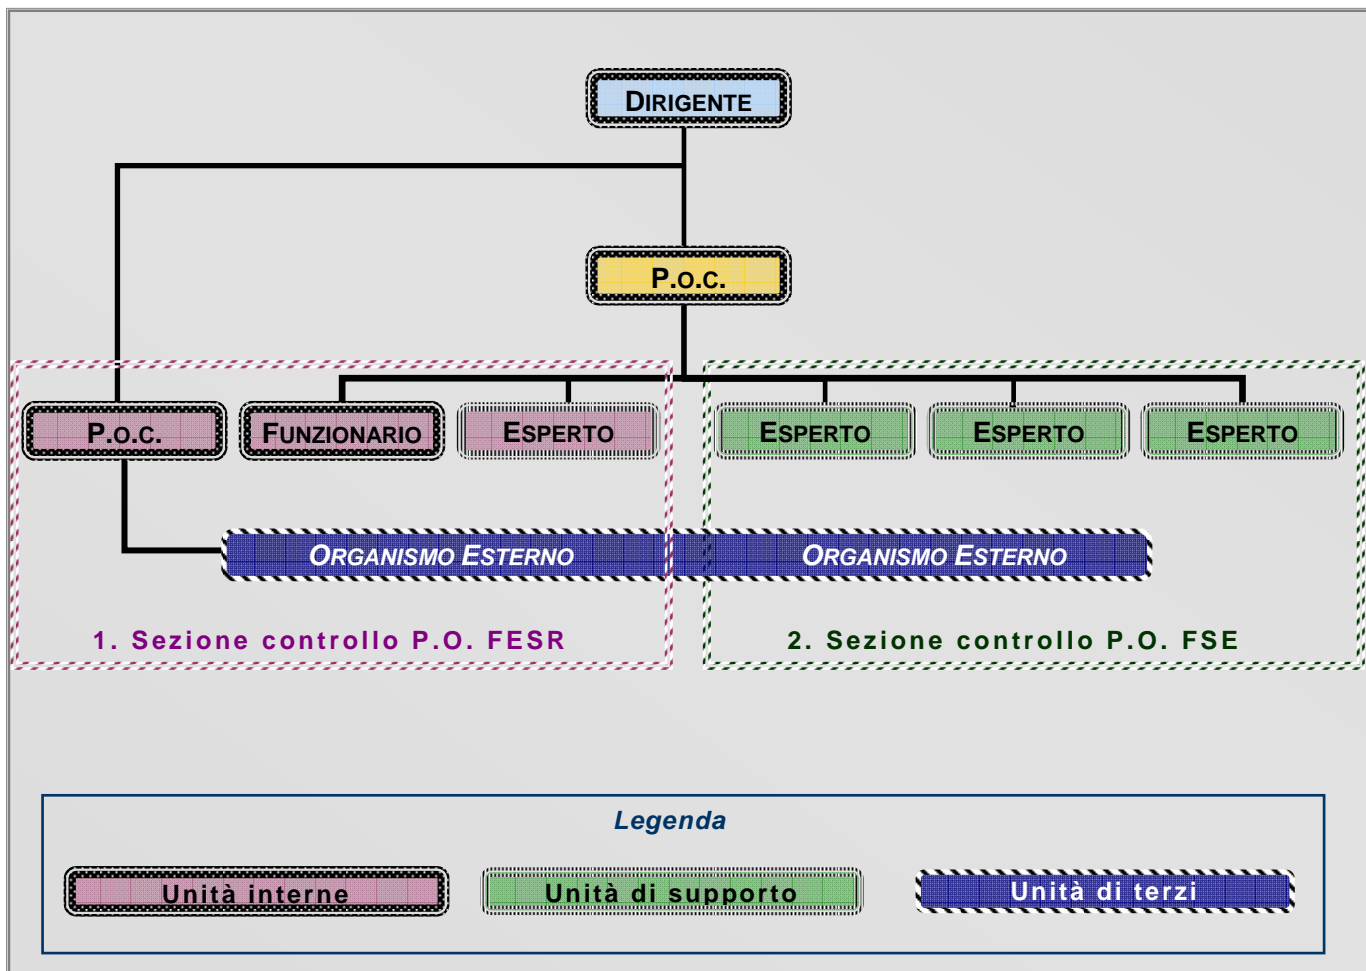 DIRIGENTE
P.O.C.
P.O.C.
FUNZIONARIO
ESPERTO
ESPERTO
ESPERTO
ESPERTO
ORGANISMO ESTERNO
ORGANISMO ESTERNO
1. Sezione controllo P.O. FESR
2. Sezione controllo P.O. FSE
Legenda
Unità interne
Unità di supporto
Unità di terzi